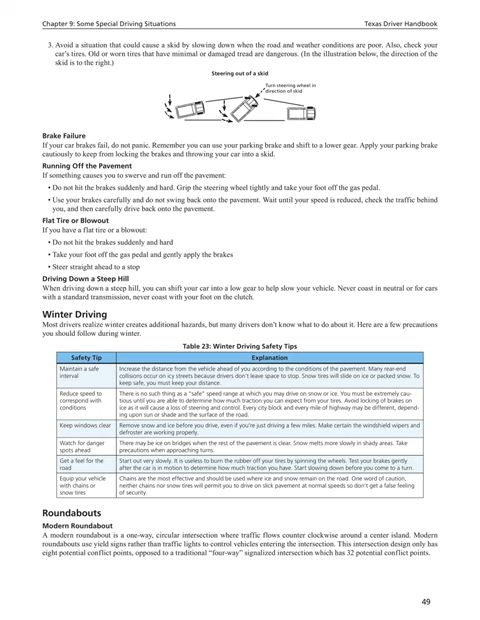 Chapter 9: Some Special Driving Situations
Texas Driver Handbook
3. Avoid a situation that could cause a skid by slowing down when the road and weather conditions are poor. Also, check your
car's tires. Old or worn tires that have minimal or damaged tread are dangerous. (In the illustration below, the direction of the
skid is to the right.)
Steering out of a skid
Turn steering wheel in
direction of skid
Brake Failure
If your car brakes fail, do not panic. Remember you can use your parking brake and shift to a lower gear. Apply your parking brake
cautiously to keep from locking the brakes and throwing your car into a skid.
Running Off the Pavement
If something causes you to swerve and run off the pavement:
• Do not hit the brakes suddenly and hard. Grip the steering wheel tightly and take your foot off the gas pedal.
• Use your brakes carefully and do not swing back onto the pavement. Wait until your speed is reduced, check the traffic behind
you, and then carefully drive back onto the pavement.
Flat Tire or Blowout
If you have a flat tire or a blowout:
• Do not hit the brakes suddenly and hard
• Take your foot off the gas pedal and gently apply the brakes
• Steer straight ahead to a stop
Driving Down a Steep Hill
When driving down a steep hill, you can shift your car into a low gear to help slow your vehicle. Never coast in neutral or for cars
with a standard transmission, never coast with your foot on the clutch.
Winter Driving
Most drivers realize winter creates additional hazards, but many drivers don't know what to do about it. Here are a few precautions
you should follow during winter.
Table 23: Winter Driving Safety Tips
Safety Tip
Explanation
Maintain a safe
interval
Increase the distance from the vehicle ahead of you according to the conditions of the pavement. Many rear-end
collisions occur on icy streets because drivers don't leave space to stop. Snow tires will slide on ice or packed snow. To
keep safe, you must keep your distance.
Reduce speed to
correspond with
conditions
There is no such thing as a "safe" speed range at which you may drive on snow or ice. You must be extremely cau-
tious until you are able to determine how much traction you can expect from your tires. Avoid locking of brakes on
ice as it will cause a loss of steering and control. Every city block and every mile of highway may be different, depend-
ing upon sun or shade and the surface of the road.
Keep windows clear
Remove snow and ice before you drive, even if you're just driving a few miles. Make certain the windshield wipers and
defroster are working properly.
Watch for danger
spots ahead
There may be ice on bridges when the rest of the pavement is clear. Snow melts more slowly in shady areas. Take
precautions when approaching turns.
Get a feel for the
road
Start out very slowly. It is useless to burn the rubber off your tires by spinning the wheels. Test your brakes gently
after the car is in motion to determine how much traction you have. Start slowing down before you come to a turn.
Equip your vehicle
with chains or
snow tires
Chains are the most effective and should be used where ice and snow remain on the road. One word of caution,
neither chains nor snow tires will permit you to drive on slick pavement at normal speeds so don't get a false feeling
of security.
Roundabouts
Modern Roundabout
A modern roundabout is a one-way, circular intersection where traffic flows counter clockwise around a center island. Modern
roundabouts use yield signs rather than traffic lights to control vehicles entering the intersection. This intersection design only has
eight potential conflict points, opposed to a traditional "four-way" signalized intersection which has 32 potential conflict points.
49